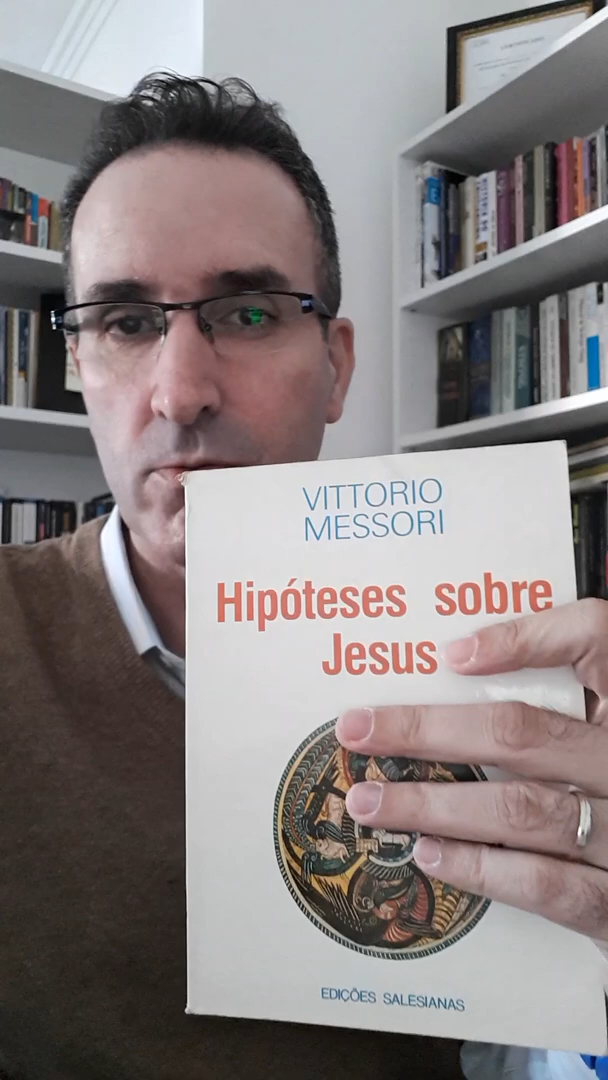 VITTORIO
MESSORI
Hipóteses sobre
Jesus
EDIÇÕES SALESIANAS